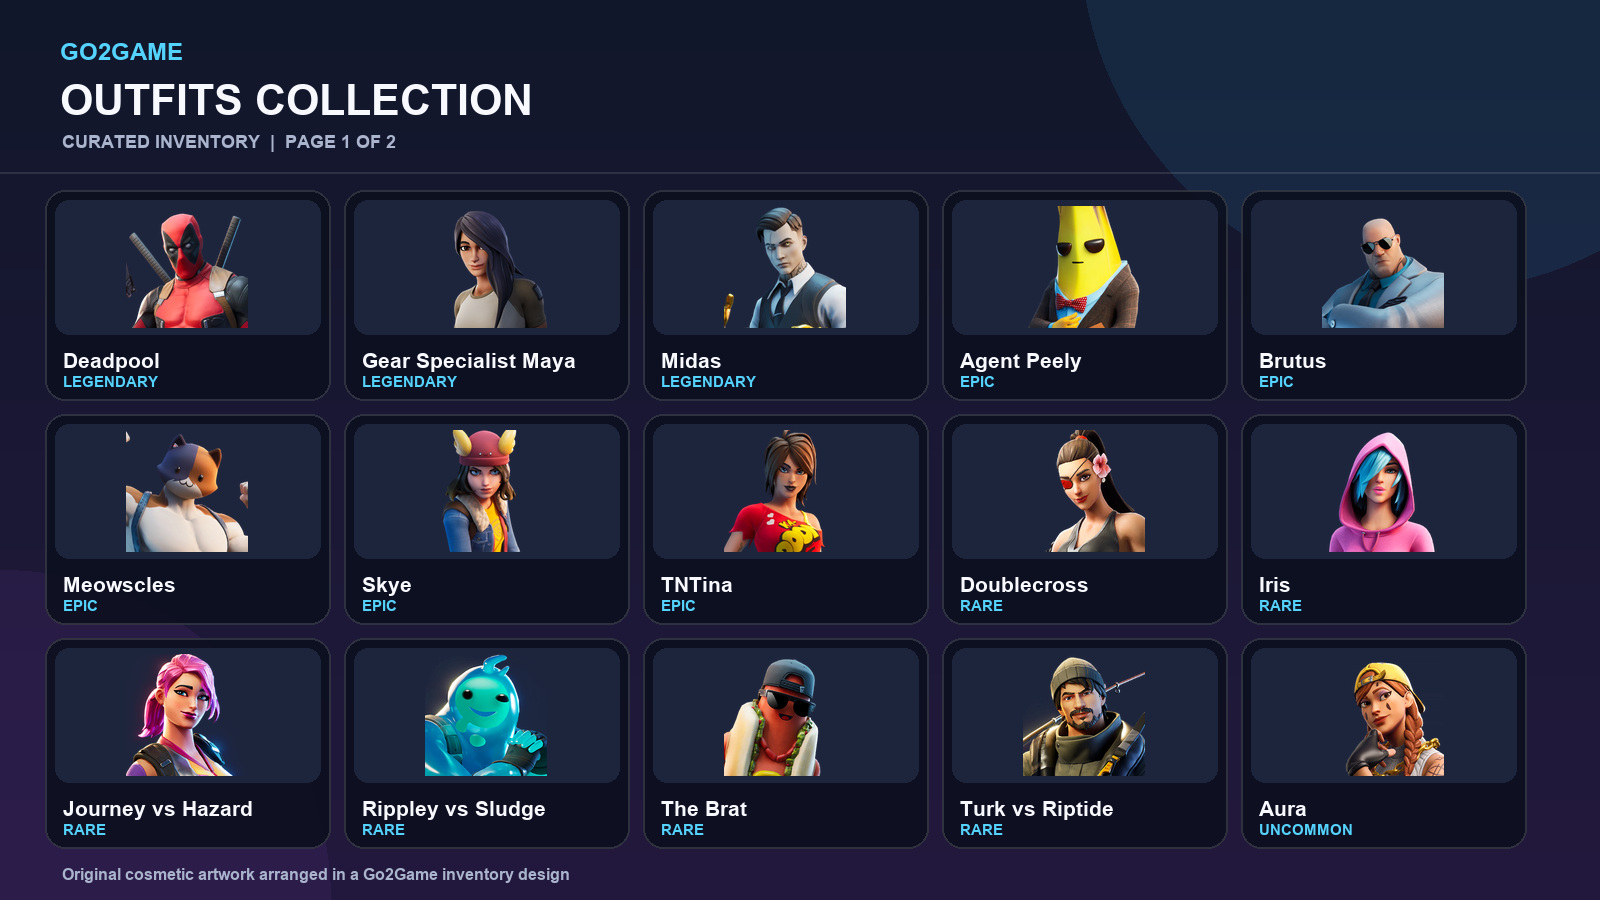 GO2GAME
OUTFITS COLLECTION
CURATED INVENTORY | PAGE 1 OF 2
Deadpool
LEGENDARY
Gear Specialist Maya
LEGENDARY
Midas
LEGENDARY
Agent Peely
EPIC
Brutus
EPIC
Meowscles
EPIC
Skye
EPIC
TNTina
EPIC
Doublecross
RARE
Iris
RARE
Journey vs Hazard
RARE
Rippley vs Sludge
RARE
The Brat
RARE
Turk vs Riptide
RARE
Aura
UNCOMMON
Original cosmetic artwork arranged in a Go2Game inventory design